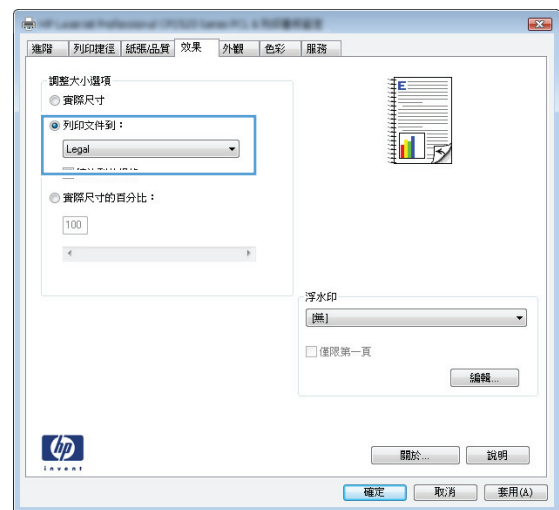 進階 列印捷徑 紙張/品質 效果 外觀 色彩 服務
調整大小選項
實際尺寸
列印文件到：
Legal
實際尺寸的百分比：
100
E
浮水印
[無]
僅限第一頁
編輯...
hp
invent
關於... 說明
確定 取消 套用(A)